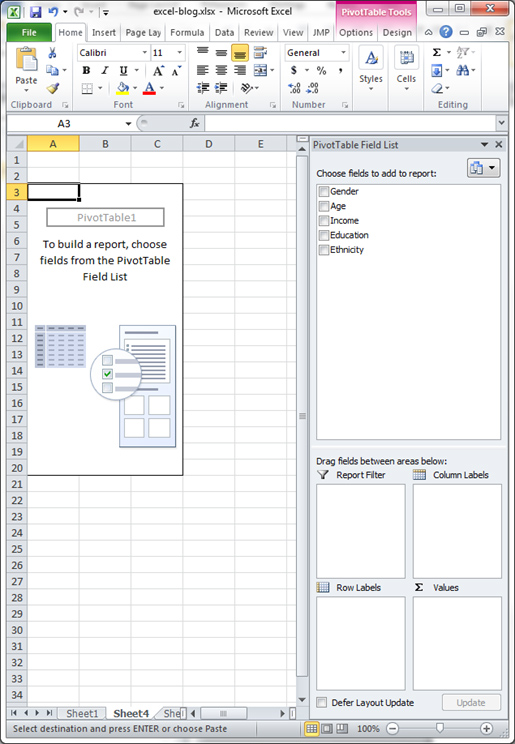 excel-blog.xlsx - Microsoft Excel
PivotTable Tools
File Home Insert Page Lay Formula Data Review View JMP Options Design
Paste
Calibri 11
B I U A A
A
General
$ % ,
.00 .0
Styles
Cells
Σ
Clipboard Font Alignment Number Editing
A3 fx
A B C D E
1
2
3
4
5
6
7
8
9
10
11
12
13
14
15
16
17
18
19
20
21
22
23
24
25
26
27
28
29
30
31
32
33
34
PivotTable1
To build a report, choose
fields from the PivotTable
Field List
PivotTable Field List
Choose fields to add to report:
Gender
Age
Income
Education
Ethnicity
Drag fields between areas below:
Report Filter Column Labels
Row Labels Σ Values
Defer Layout Update Update
Sheet1 Sheet4 She
Select destination and press ENTER or choose Paste 100%